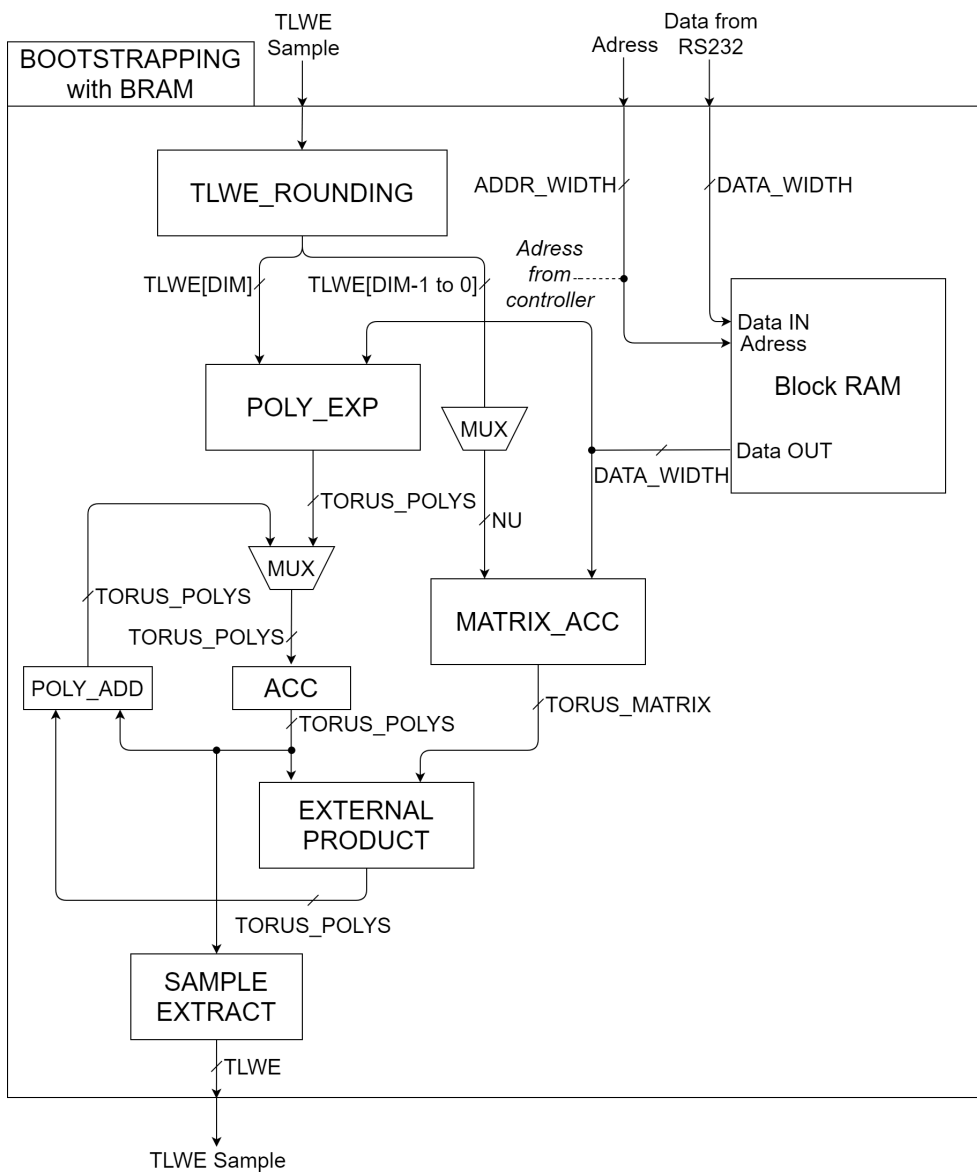 TLWE
Sample
Adress
Data from
RS232
BOOTSTRAPPING
with BRAM
TLWE_ROUNDING
ADDR_WIDTH
DATA_WIDTH
TLWE[DIM]
TLWE[DIM-1 to 0]
Adress
from
controller
Data IN
Adress
Block RAM
Data OUT
POLY_EXP
MUX
DATA_WIDTH
TORUS_POLYS
NU
MUX
TORUS_POLYS
MATRIX_ACC
TORUS_POLYS
POLY_ADD
ACC
TORUS_POLYS
TORUS_MATRIX
EXTERNAL
PRODUCT
TORUS_POLYS
SAMPLE
EXTRACT
TLWE
TLWE Sample